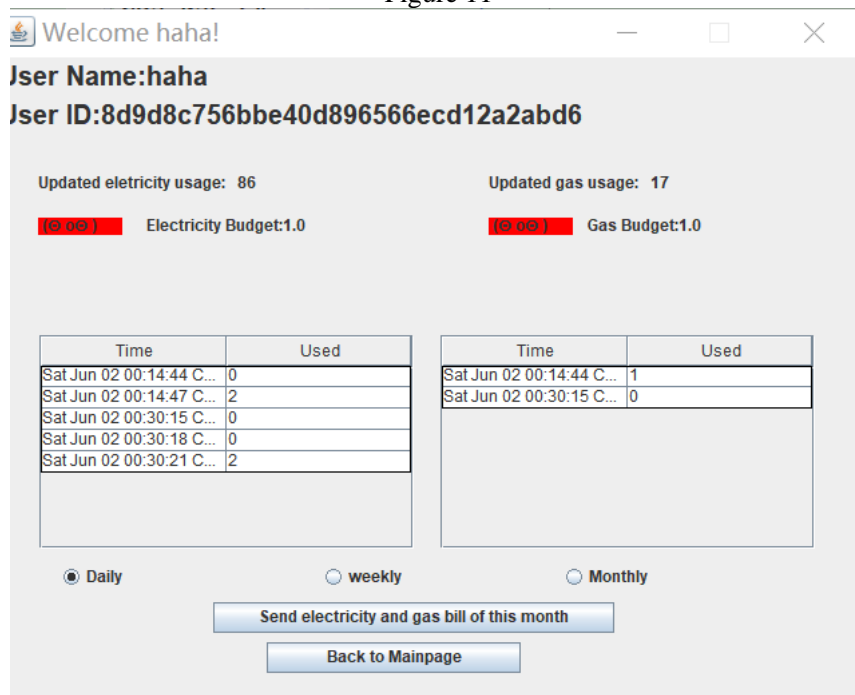 Welcome haha!
User Name:haha
User ID:8d9d8c756bbe40d896566ecd12a2abd6
Updated eletricity usage: 86 Updated gas usage: 17
(⊙ o⊙ ) Electricity Budget:1.0 (⊙ o⊙ ) Gas Budget:1.0
Time Used Time Used
Sat Jun 02 00:14:44 C... 0 Sat Jun 02 00:14:44 C... 1
Sat Jun 02 00:14:47 C... 2 Sat Jun 02 00:30:15 C... 0
Sat Jun 02 00:30:15 C... 0
Sat Jun 02 00:30:18 C... 0
Sat Jun 02 00:30:21 C... 2
Daily weekly Monthly
Send electricity and gas bill of this month
Back to Mainpage